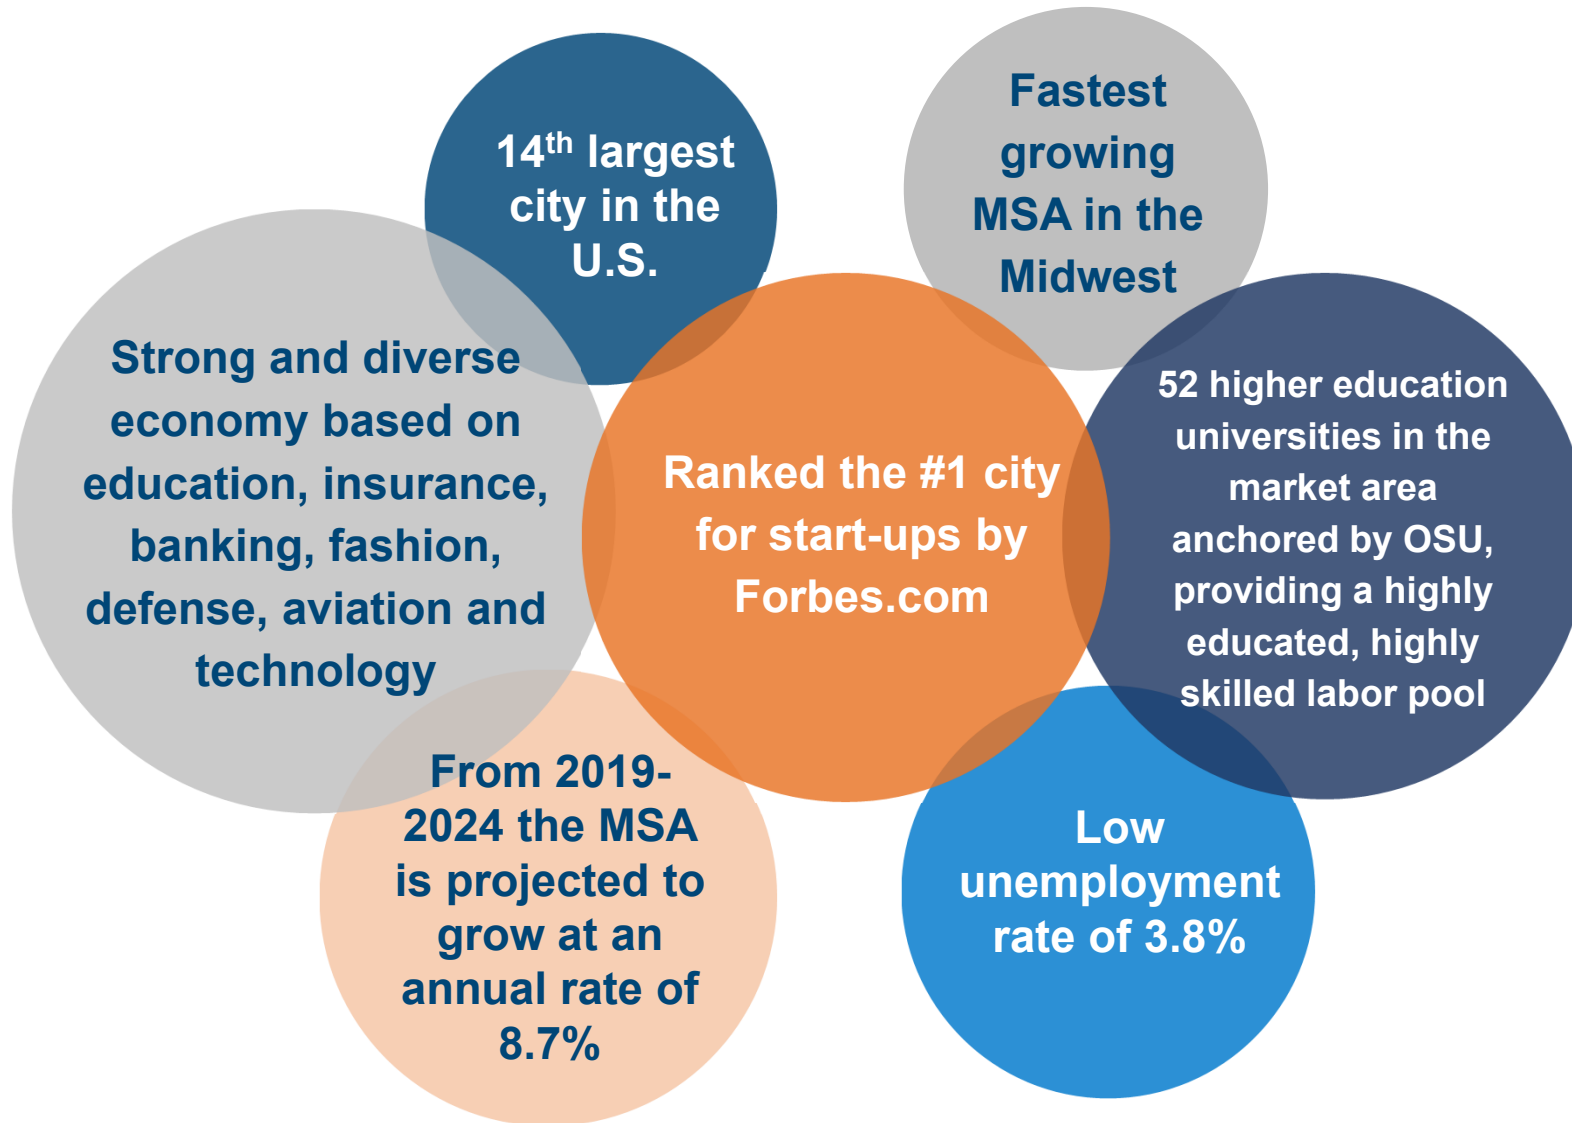 14th largest
city in the
U.S.
Fastest
growing
MSA in the
Midwest
Strong and diverse
economy based on
education, insurance,
banking, fashion,
defense, aviation and
technology
Ranked the #1 city
for start-ups by
Forbes.com
52 higher education
universities in the
market area
anchored by OSU,
providing a highly
educated, highly
skilled labor pool
From 2019-
2024 the MSA
is projected to
grow at an
annual rate of
8.7%
Low
unemployment
rate of 3.8%